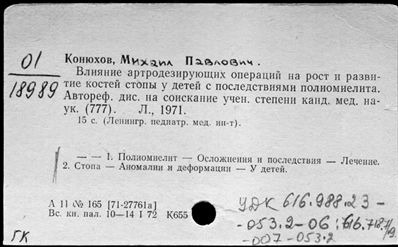 01
18989
Конюхов, Михаил Павлович.
Влияние артродезирующих операций на рост и разви-
тие костей стопы у детей с последствиями полиомиелита.
Автореф. дис. на соискание учен. степени канд. мед. на-
ук. (777). Л., 1971.
15 с. (Ленингр. педиатр. мед. ин-т).
— — 1. Полиомиелит — Осложнения и последствия — Лечение.
2. Стопа — Аномалии и деформации — У детей.
А 11 № 165 [71-27761а]
Вс. кн. пал. 10—14 I 72 К655
УДК 616.988.23-
-053.2-06:616.718.7/.9
-007-053.2
ГК